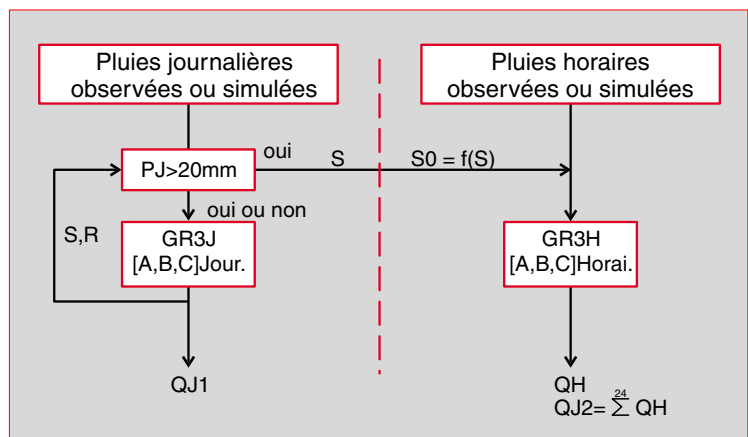 Pluies journalières
observées ou simulées
Pluies horaires
observées ou simulées
oui
PJ>20mm
S
S0 = f(S)
oui ou non
S,R
GR3J
[A,B,C]Jour.
GR3H
[A,B,C]Horai.
QJ1
QH
24
QJ2= ∑ QH